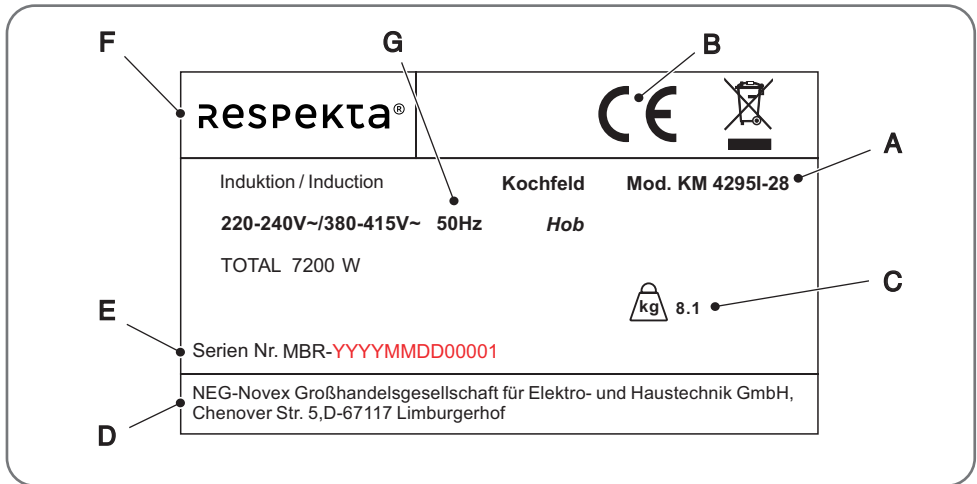 F G B
RESPEKTA®
CE
A
Induktion / Induction Kochfeld Mod. KM 4295I-28
220-240V~/380-415V~ 50Hz Hob
TOTAL 7200 W
C
kg 8.1
E
Serien Nr. MBR-YYYYMMDD00001
NEG-Novex Großhandelsgesellschaft für Elektro- und Haustechnik GmbH,
Chenover Str. 5,D-67117 Limburgerhof
D